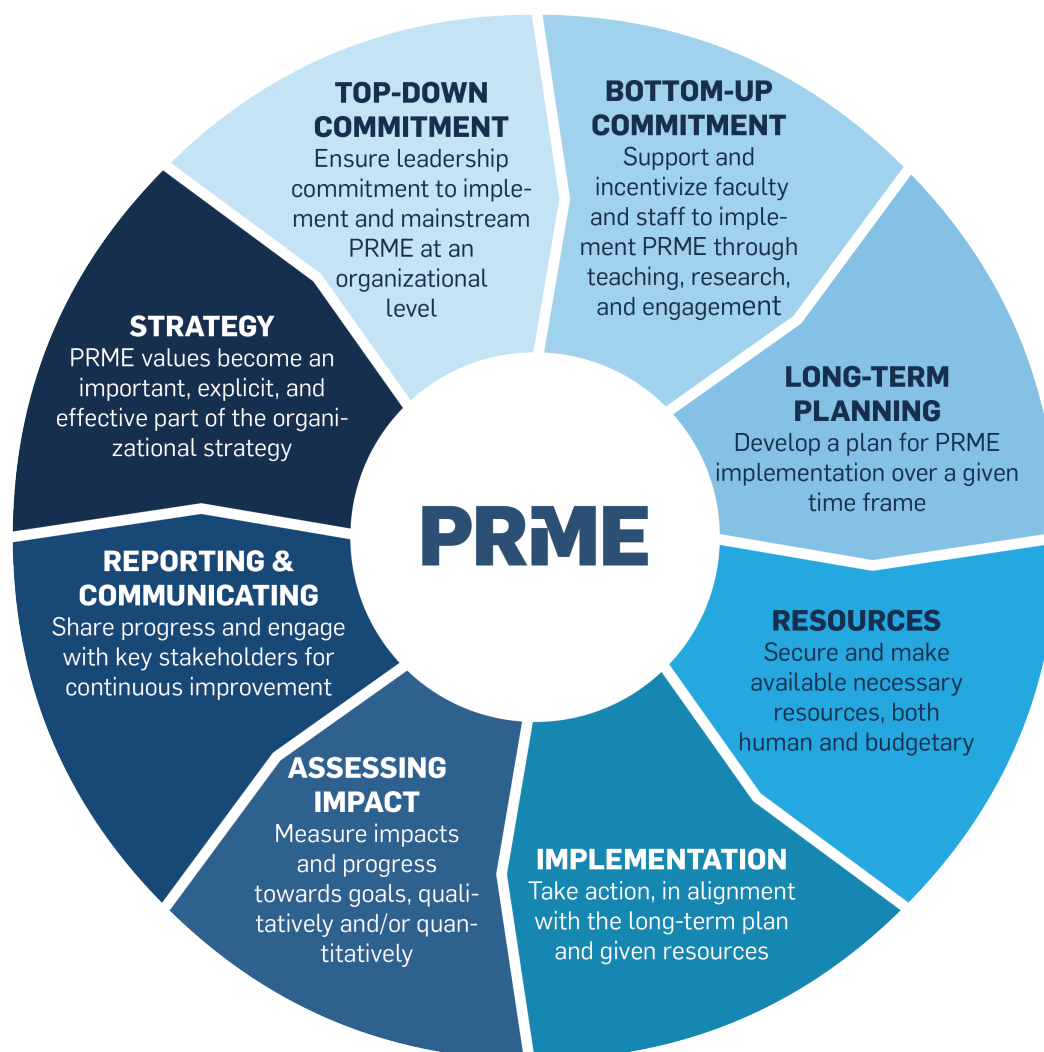 TOP-DOWN
COMMITMENT
Ensure leadership
commitment to imple-
ment and mainstream
PRME at an
organizational
level
BOTTOM-UP
COMMITMENT
Support and
incentivize faculty
and staff to imple-
ment PRME through
teaching, research,
and engagement
LONG-TERM
PLANNING
Develop a plan for PRME
implementation over a given
time frame
RESOURCES
Secure and make
available necessary
resources, both
human and budgetary
IMPLEMENTATION
Take action, in alignment
with the long-term plan
and given resources
ASSESSING
IMPACT
Measure impacts
and progress
towards goals, quali-
tatively and/or quan-
titatively
REPORTING &
COMMUNICATING
Share progress and engage
with key stakeholders for
continuous improvement
STRATEGY
PRME values become an
important, explicit, and
effective part of the organi-
zational strategy
PRME